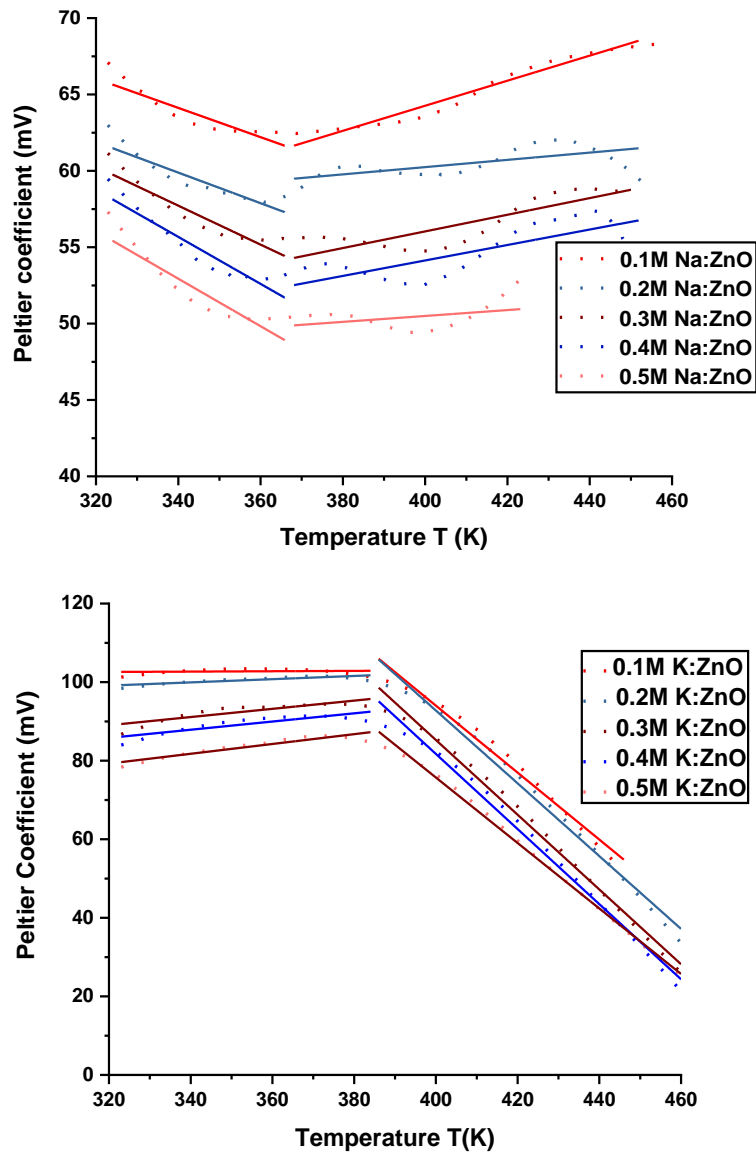 70
65
60
55
50
45
40
320
340
360
380
400
420
440
460
Peltier coefficient (mV)
Temperature T (K)
0.1M Na:ZnO
0.2M Na:ZnO
0.3M Na:ZnO
0.4M Na:ZnO
0.5M Na:ZnO
120
100
80
60
40
20
0
320
340
360
380
400
420
440
460
Peltier Coefficient (mV)
Temperature T(K)
0.1M K:ZnO
0.2M K:ZnO
0.3M K:ZnO
0.4M K:ZnO
0.5M K:ZnO